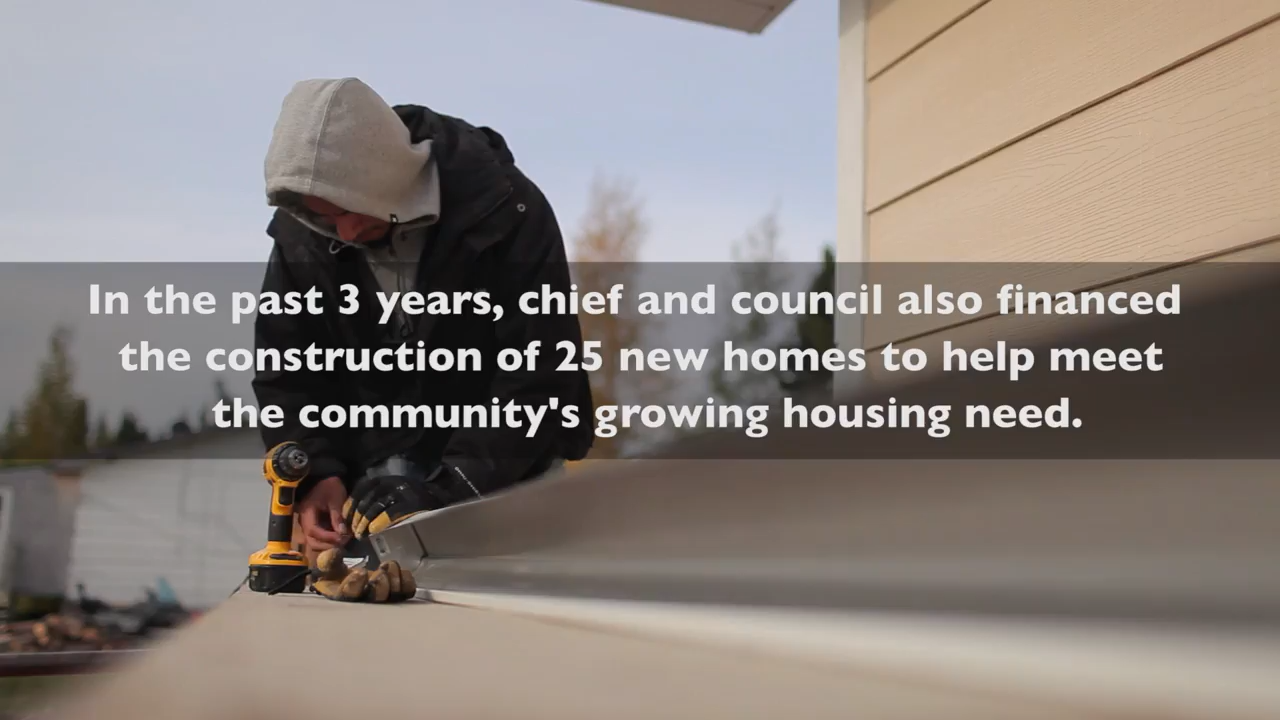 In the past 3 years, chief and council also financed
the construction of 25 new homes to help meet
the community's growing housing need.